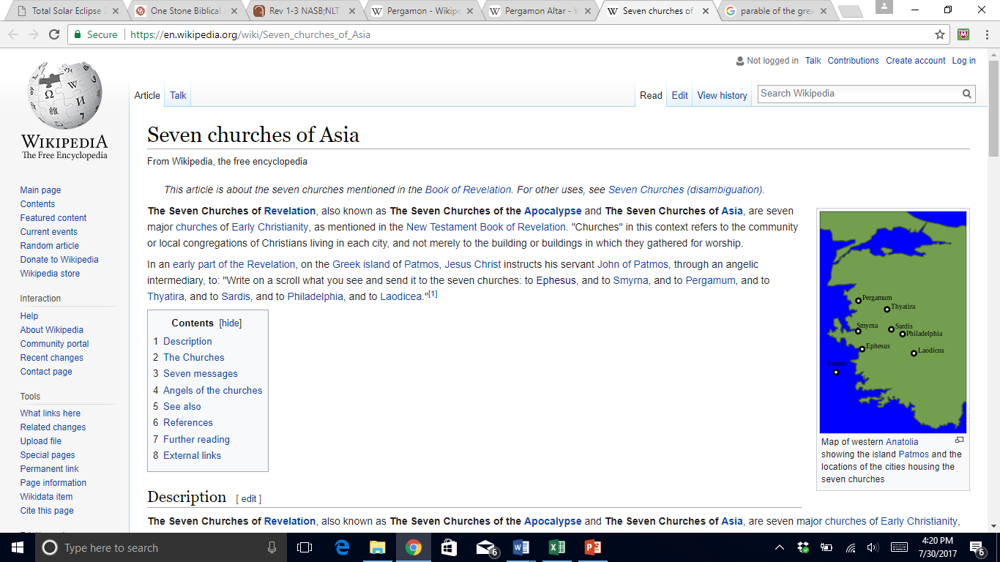 Total Solar Eclipse 2
One Stone Biblical
Rev 1-3 NASB;NLT
Pergamon - Wikipe
Pergamon Altar - W
Seven churches of
parable of the grea
Secure https://en.wikipedia.org/wiki/Seven_churches_of_Asia
Not logged in Talk Contributions Create account Log in
Article Talk Read Edit View history Search Wikipedia
WIKIPEDIA
The Free Encyclopedia
Main page
Contents
Featured content
Current events
Random article
Donate to Wikipedia
Wikipedia store
Interaction
Help
About Wikipedia
Community portal
Recent changes
Contact page
Tools
What links here
Related changes
Upload file
Special pages
Permanent link
Page information
Wikidata item
Cite this page
Seven churches of Asia
From Wikipedia, the free encyclopedia
This article is about the seven churches mentioned in the Book of Revelation. For other uses, see Seven Churches (disambiguation).
The Seven Churches of Revelation, also known as The Seven Churches of the Apocalypse and The Seven Churches of Asia, are seven
major churches of Early Christianity, as mentioned in the New Testament Book of Revelation. "Churches" in this context refers to the community
or local congregations of Christians living in each city, and not merely to the building or buildings in which they gathered for worship.
In an early part of the Revelation, on the Greek island of Patmos, Jesus Christ instructs his servant John of Patmos, through an angelic
intermediary, to: "Write on a scroll what you see and send it to the seven churches: to Ephesus, and to Smyrna, and to Pergamum, and to
Thyatira, and to Sardis, and to Philadelphia, and to Laodicea."[1]
Contents [hide]
1 Description
2 The Churches
3 Seven messages
4 Angels of the churches
5 See also
6 References
7 Further reading
8 External links
Pergamum
Thyatira
Smyrna
Sardis
Philadelphia
Ephesus
Laodicea
Patmos
Map of western Anatolia
showing the island Patmos and the
locations of the cities housing the
seven churches
Description [ edit ]
The Seven Churches of Revelation, also known as The Seven Churches of the Apocalypse and The Seven Churches of Asia, are seven major churches of Early Christianity,
Type here to search
6
4:20 PM
7/30/2017
6